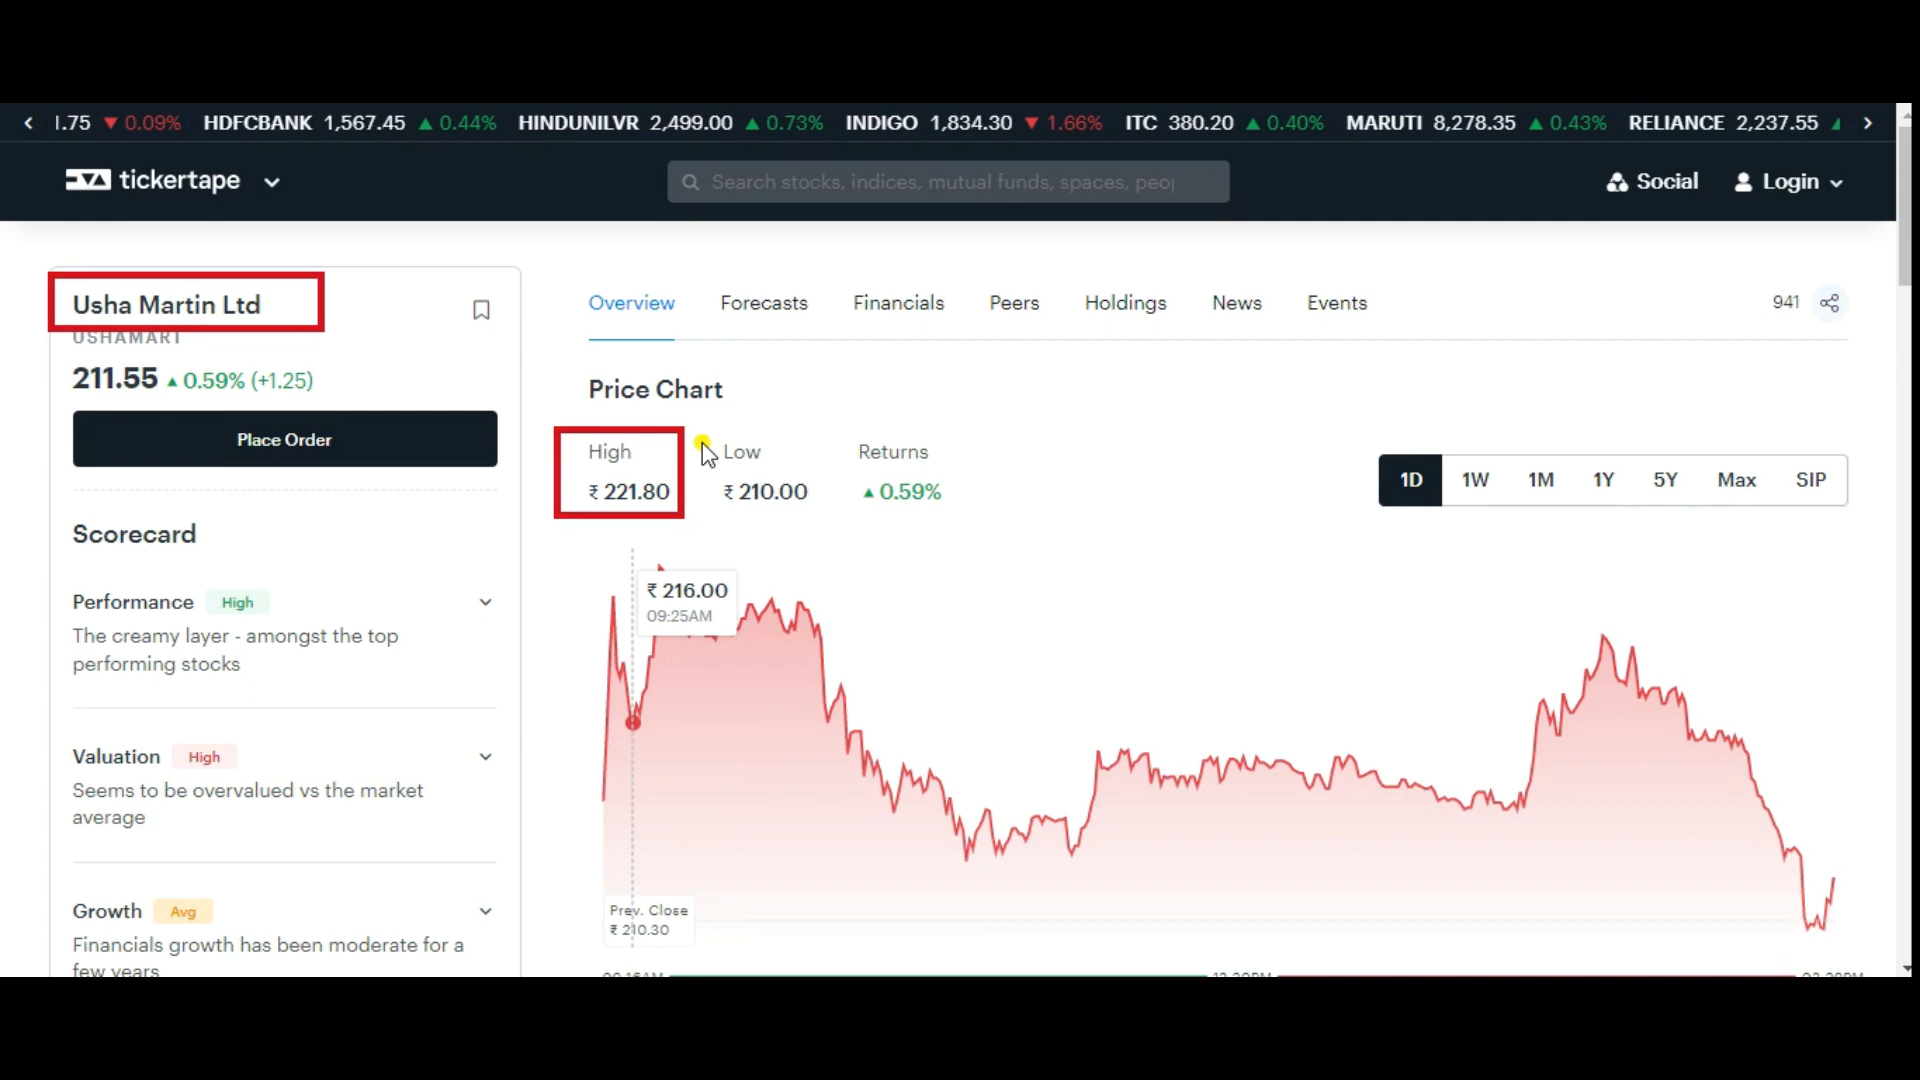 1.75 ▼ 0.09% HDFCBANK 1,567.45 ▲ 0.44% HINDUNILVR 2,499.00 ▲ 0.73% INDIGO 1,834.30 ▼ 1.66% ITC 380.20 ▲ 0.40% MARUTI 8,278.35 ▲ 0.43% RELIANCE 2,237.55
tickertape
Search stocks, indices, mutual funds, spaces, peop
Social
Login
Usha Martin Ltd
USHAMART
211.55 ▲ 0.59% (+1.25)
Place Order
Scorecard
Performance High
The creamy layer - amongst the top
performing stocks
Valuation High
Seems to be overvalued vs the market
average
Growth Avg
Financials growth has been moderate for a
few years
Overview Forecasts Financials Peers Holdings News Events
941
Price Chart
High Low Returns
₹ 221.80 ₹ 210.00 ▲ 0.59%
1D 1W 1M 1Y 5Y Max SIP
₹ 216.00
09:25AM
Prev. Close
₹ 210.30